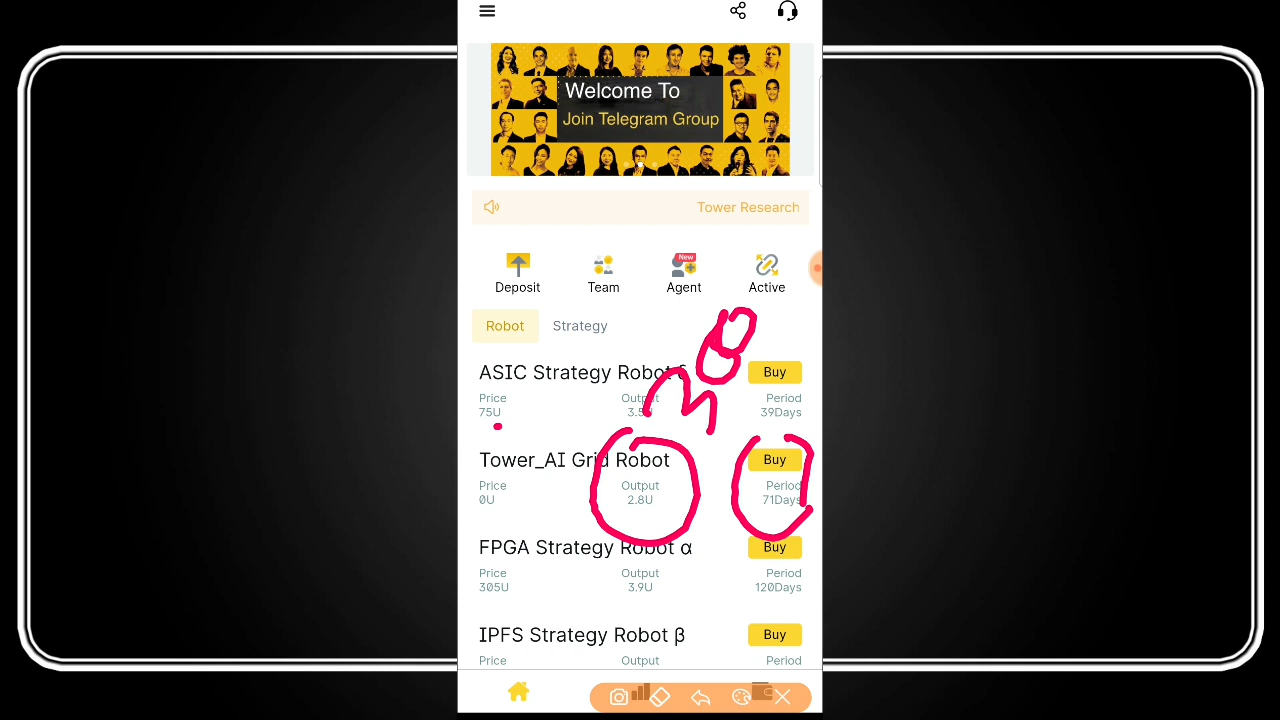 Welcome To
Join Telegram Group
Tower Research
Deposit Team Agent Active
New
Robot Strategy
ASIC Strategy Robot δ Buy
Price Output Period
75U 3.5U 39Days
Tower_AI Grid Robot Buy
Price Output Period
0U 2.8U 71Days
FPGA Strategy Robot α Buy
Price Output Period
305U 3.9U 120Days
IPFS Strategy Robot β Buy
Price Output Period